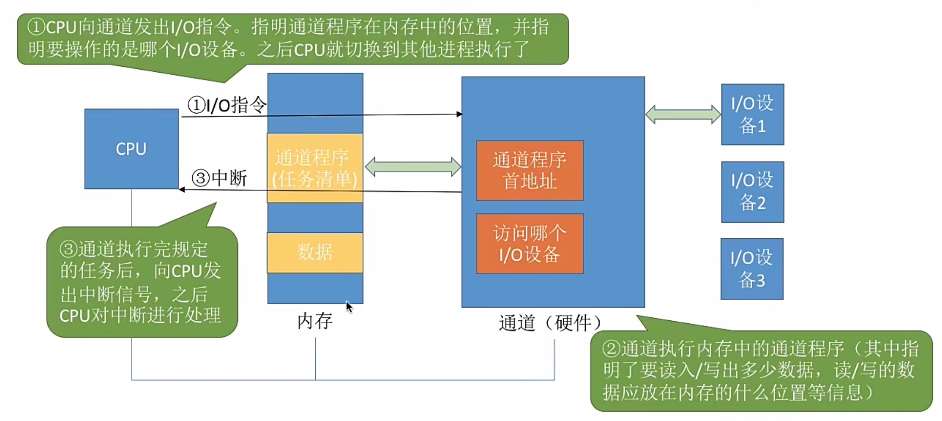 ①CPU向通道发出I/O指令。指明通道程序在内存中的位置，并指
明要操作的是哪个I/O设备。之后CPU就切换到其他进程执行了
①I/O指令
CPU
通道程序
(任务清单)
③中断
数据
内存
通道程序
首地址
访问哪个
I/O设备
通道（硬件）
I/O设
备1
I/O设
备2
I/O设
备3
③通道执行完规定
的任务后，向CPU发
出中断信号，之后
CPU对中断进行处理
②通道执行内存中的通道程序（其中指
明了要读入/写出多少数据，读/写的数
据应放在内存的什么位置等信息）